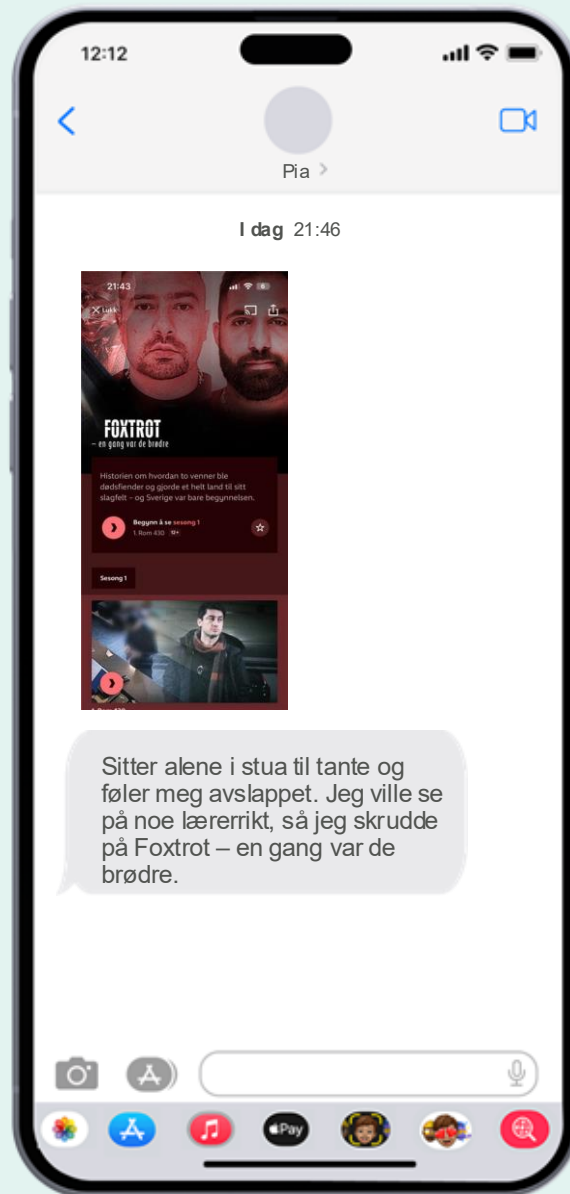 12:12
Pia
I dag 21:46
21:43
Lukk
FOXTROT
– en gang var de brødre
Historien om hvordan to venner ble
dødsfiender og gjorde et helt land til sitt
slagfelt – og Sverige var bare begynnelsen.
Begynn å se sesong 1
1. Rom 430 12+
Sesong 1
Sitter alene i stua til tante og
føler meg avslappet. Jeg ville se
på noe lærerrikt, så jeg skrudde
på Foxtrot – en gang var de
brødre.
Pay